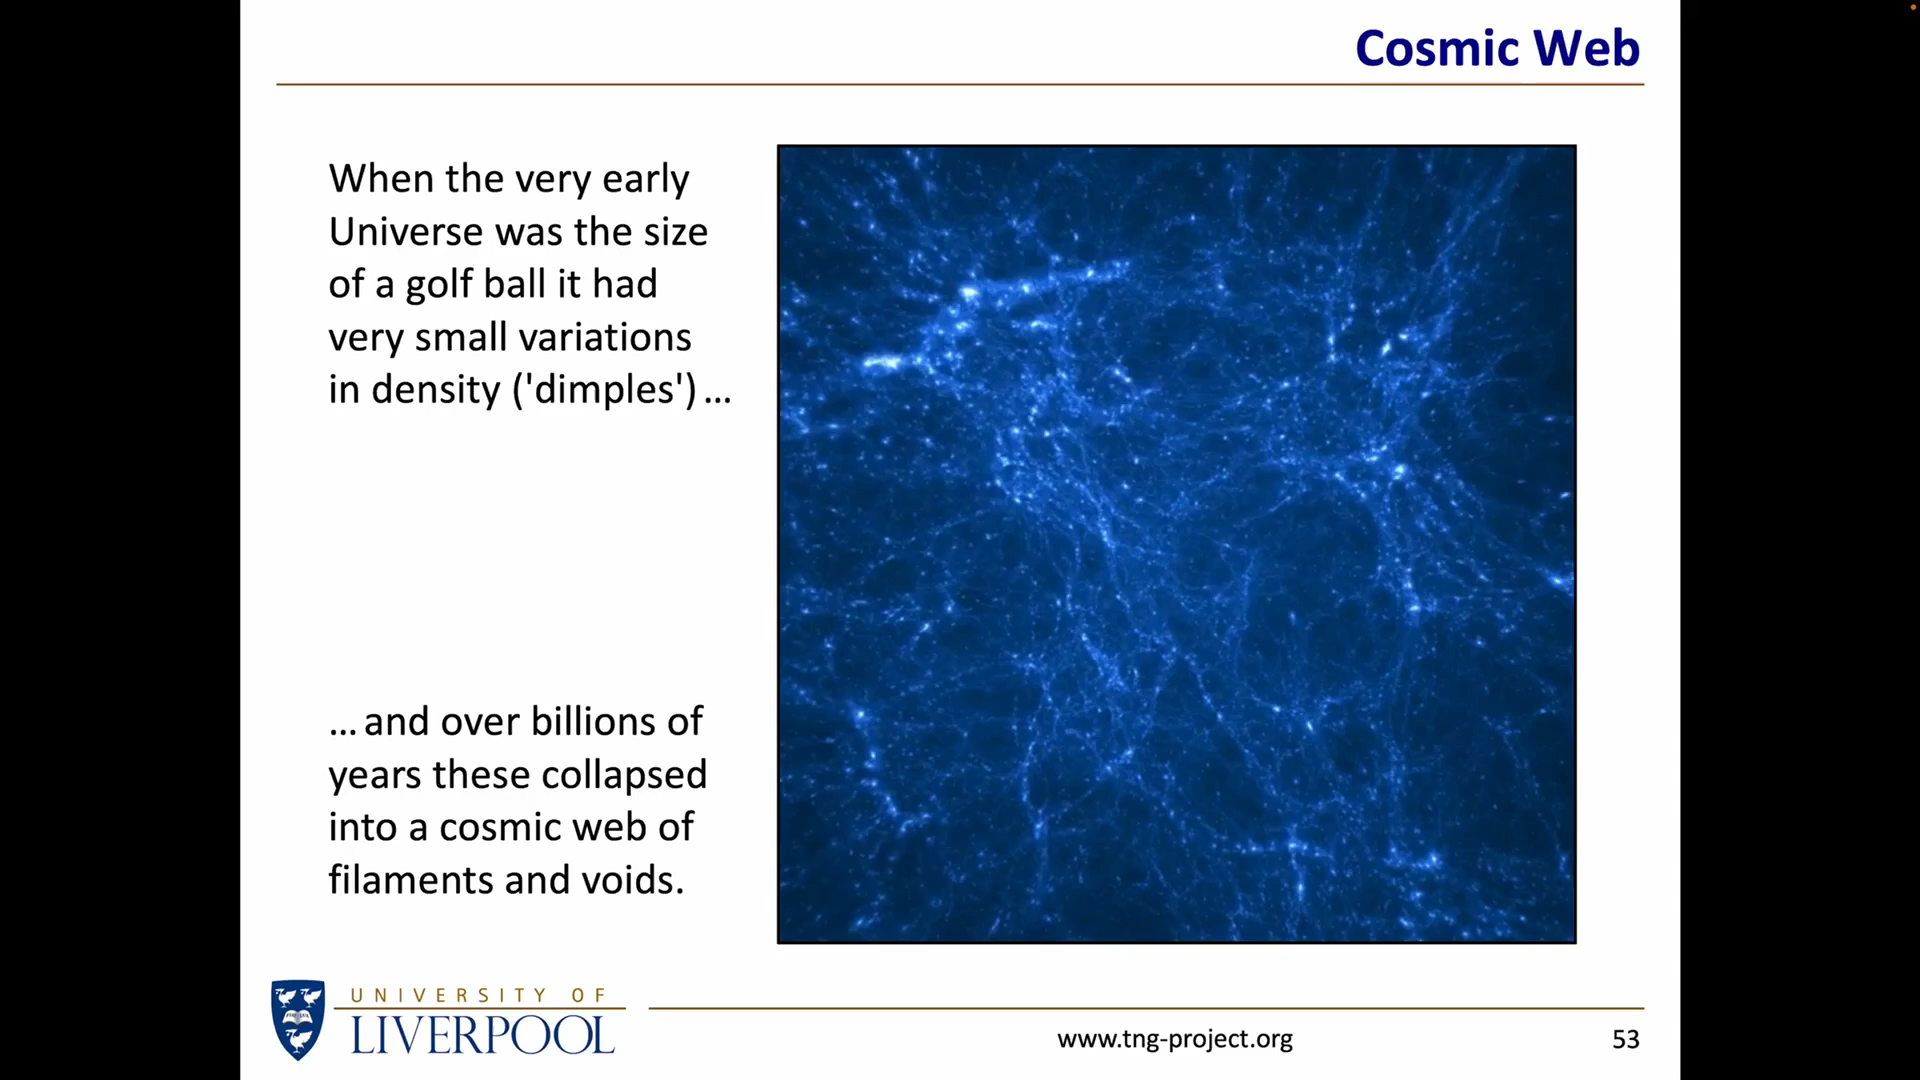 Cosmic Web
When the very early
Universe was the size
of a golf ball it had
very small variations
in density ('dimples') ...
... and over billions of
years these collapsed
into a cosmic web of
filaments and voids.
UNIVERSITY OF
LIVERPOOL
www.tng-project.org
53